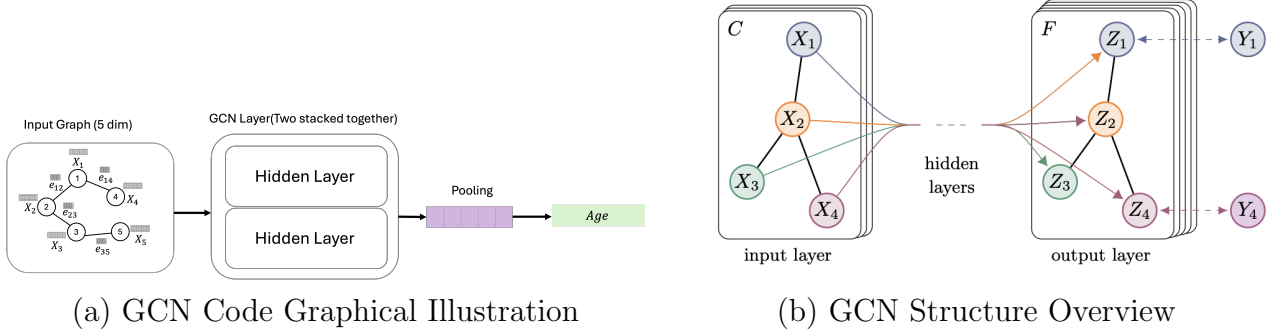 Input Graph (5 dim)
X₁
1
e₁₂
e₁₄
4
X₄
X₂
2
e₂₃
X₃
3
e₃₅
5
X₅
GCN Layer(Two stacked together)
Hidden Layer
Hidden Layer
Pooling
Age
(a) GCN Code Graphical Illustration
C
X₁
X₂
X₃
X₄
input layer
hidden
layers
F
Z₁
Z₂
Z₃
Z₄
output layer
Y₁
Y₄
(b) GCN Structure Overview